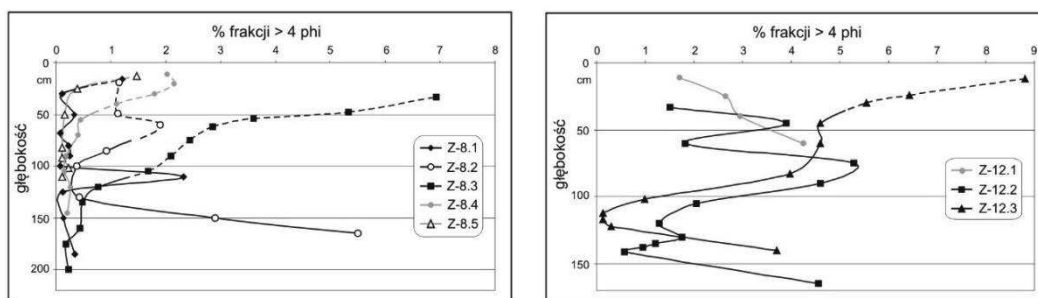 % frakcji > 4 phi
0 1 2 3 4 5 6 7 8
0
cm
50
100
150
200
głębokość
Z-8.1
Z-8.2
Z-8.3
Z-8.4
Z-8.5
% frakcji > 4 phi
0 1 2 3 4 5 6 7 8 9
0
cm
50
100
150
głębokość
Z-12.1
Z-12.2
Z-12.3